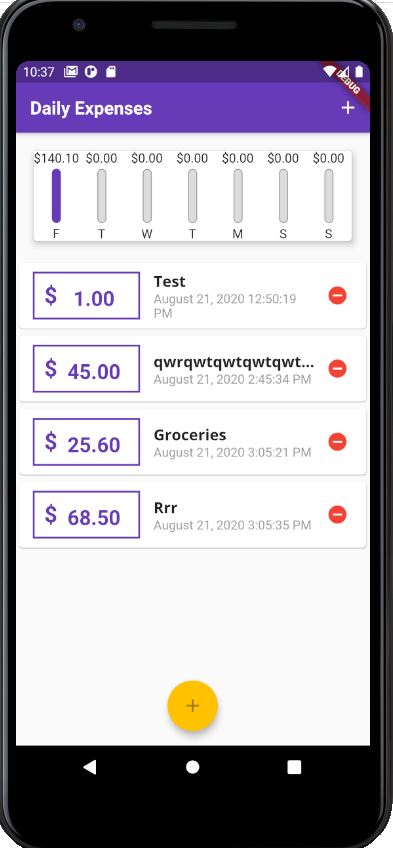 10:37
DEBUG
Daily Expenses
$140.10 $0.00 $0.00 $0.00 $0.00 $0.00 $0.00
F T W T M S S
$ 1.00
Test
August 21, 2020 12:50:19
PM
$ 45.00
qwrqwtqwtqwtqwt...
August 21, 2020 2:45:34 PM
$ 25.60
Groceries
August 21, 2020 3:05:21 PM
$ 68.50
Rrr
August 21, 2020 3:05:35 PM